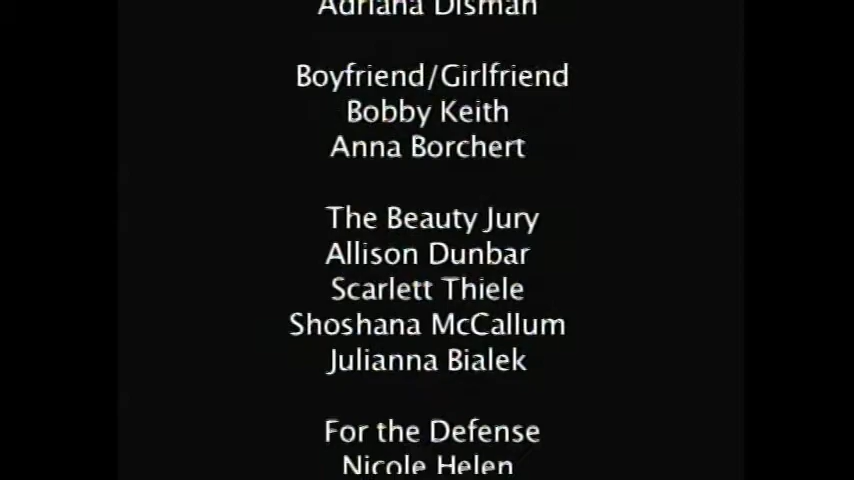 Adriana Disman
Boyfriend/Girlfriend
Bobby Keith
Anna Borchert
The Beauty Jury
Allison Dunbar
Scarlett Thiele
Shoshana McCallum
Julianna Bialek
For the Defense
Nicole Helen